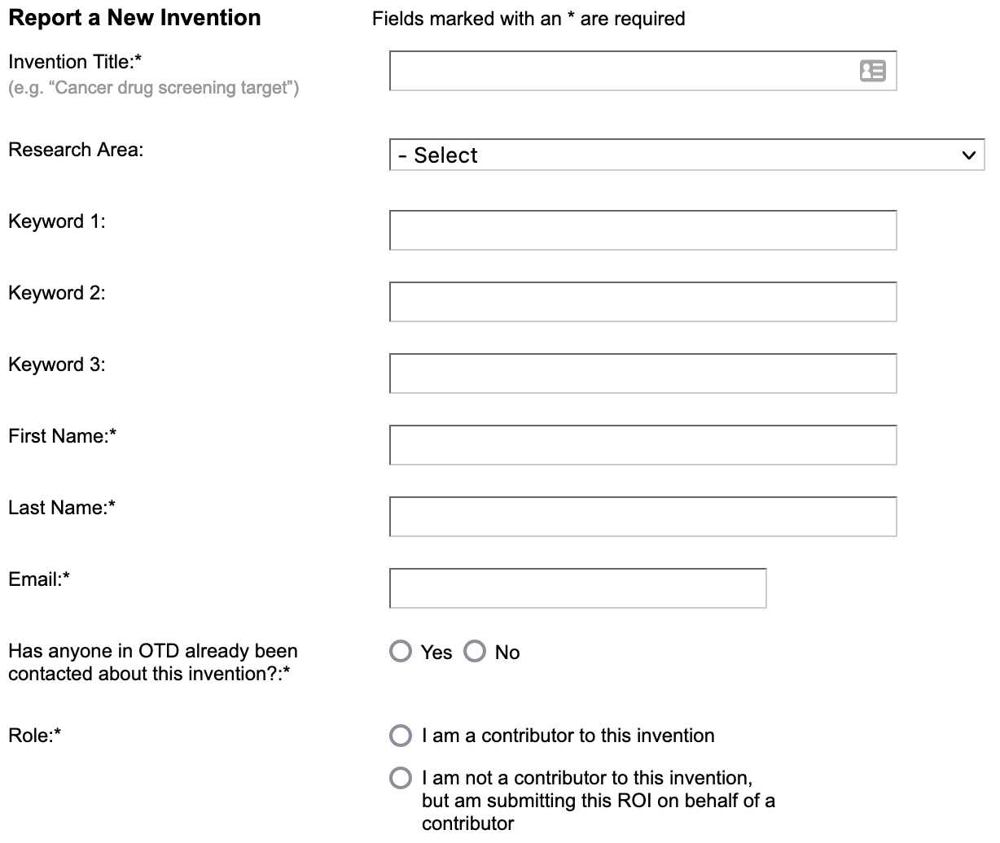 Report a New Invention
Fields marked with an * are required
Invention Title:*
(e.g. “Cancer drug screening target”)
Research Area:
- Select
Keyword 1:
Keyword 2:
Keyword 3:
First Name:*
Last Name:*
Email:*
Has anyone in OTD already been
contacted about this invention?:*
Yes
No
Role:*
I am a contributor to this invention
I am not a contributor to this invention,
but am submitting this ROI on behalf of a
contributor